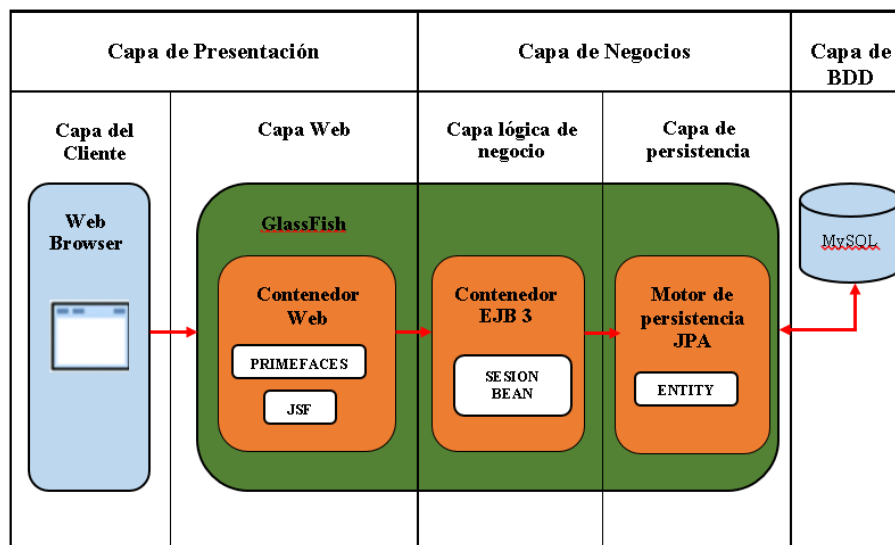 Capa de Presentación
Capa de Negocios
Capa de
BDD
Capa del
Cliente
Capa Web
Capa lógica de
negocio
Capa de
persistencia
Web
Browser
GlassFish
Contenedor
Web
PRIMEFACES
JSF
Contenedor
EJB 3
SESION
BEAN
Motor de
persistencia
JPA
ENTITY
MySQL